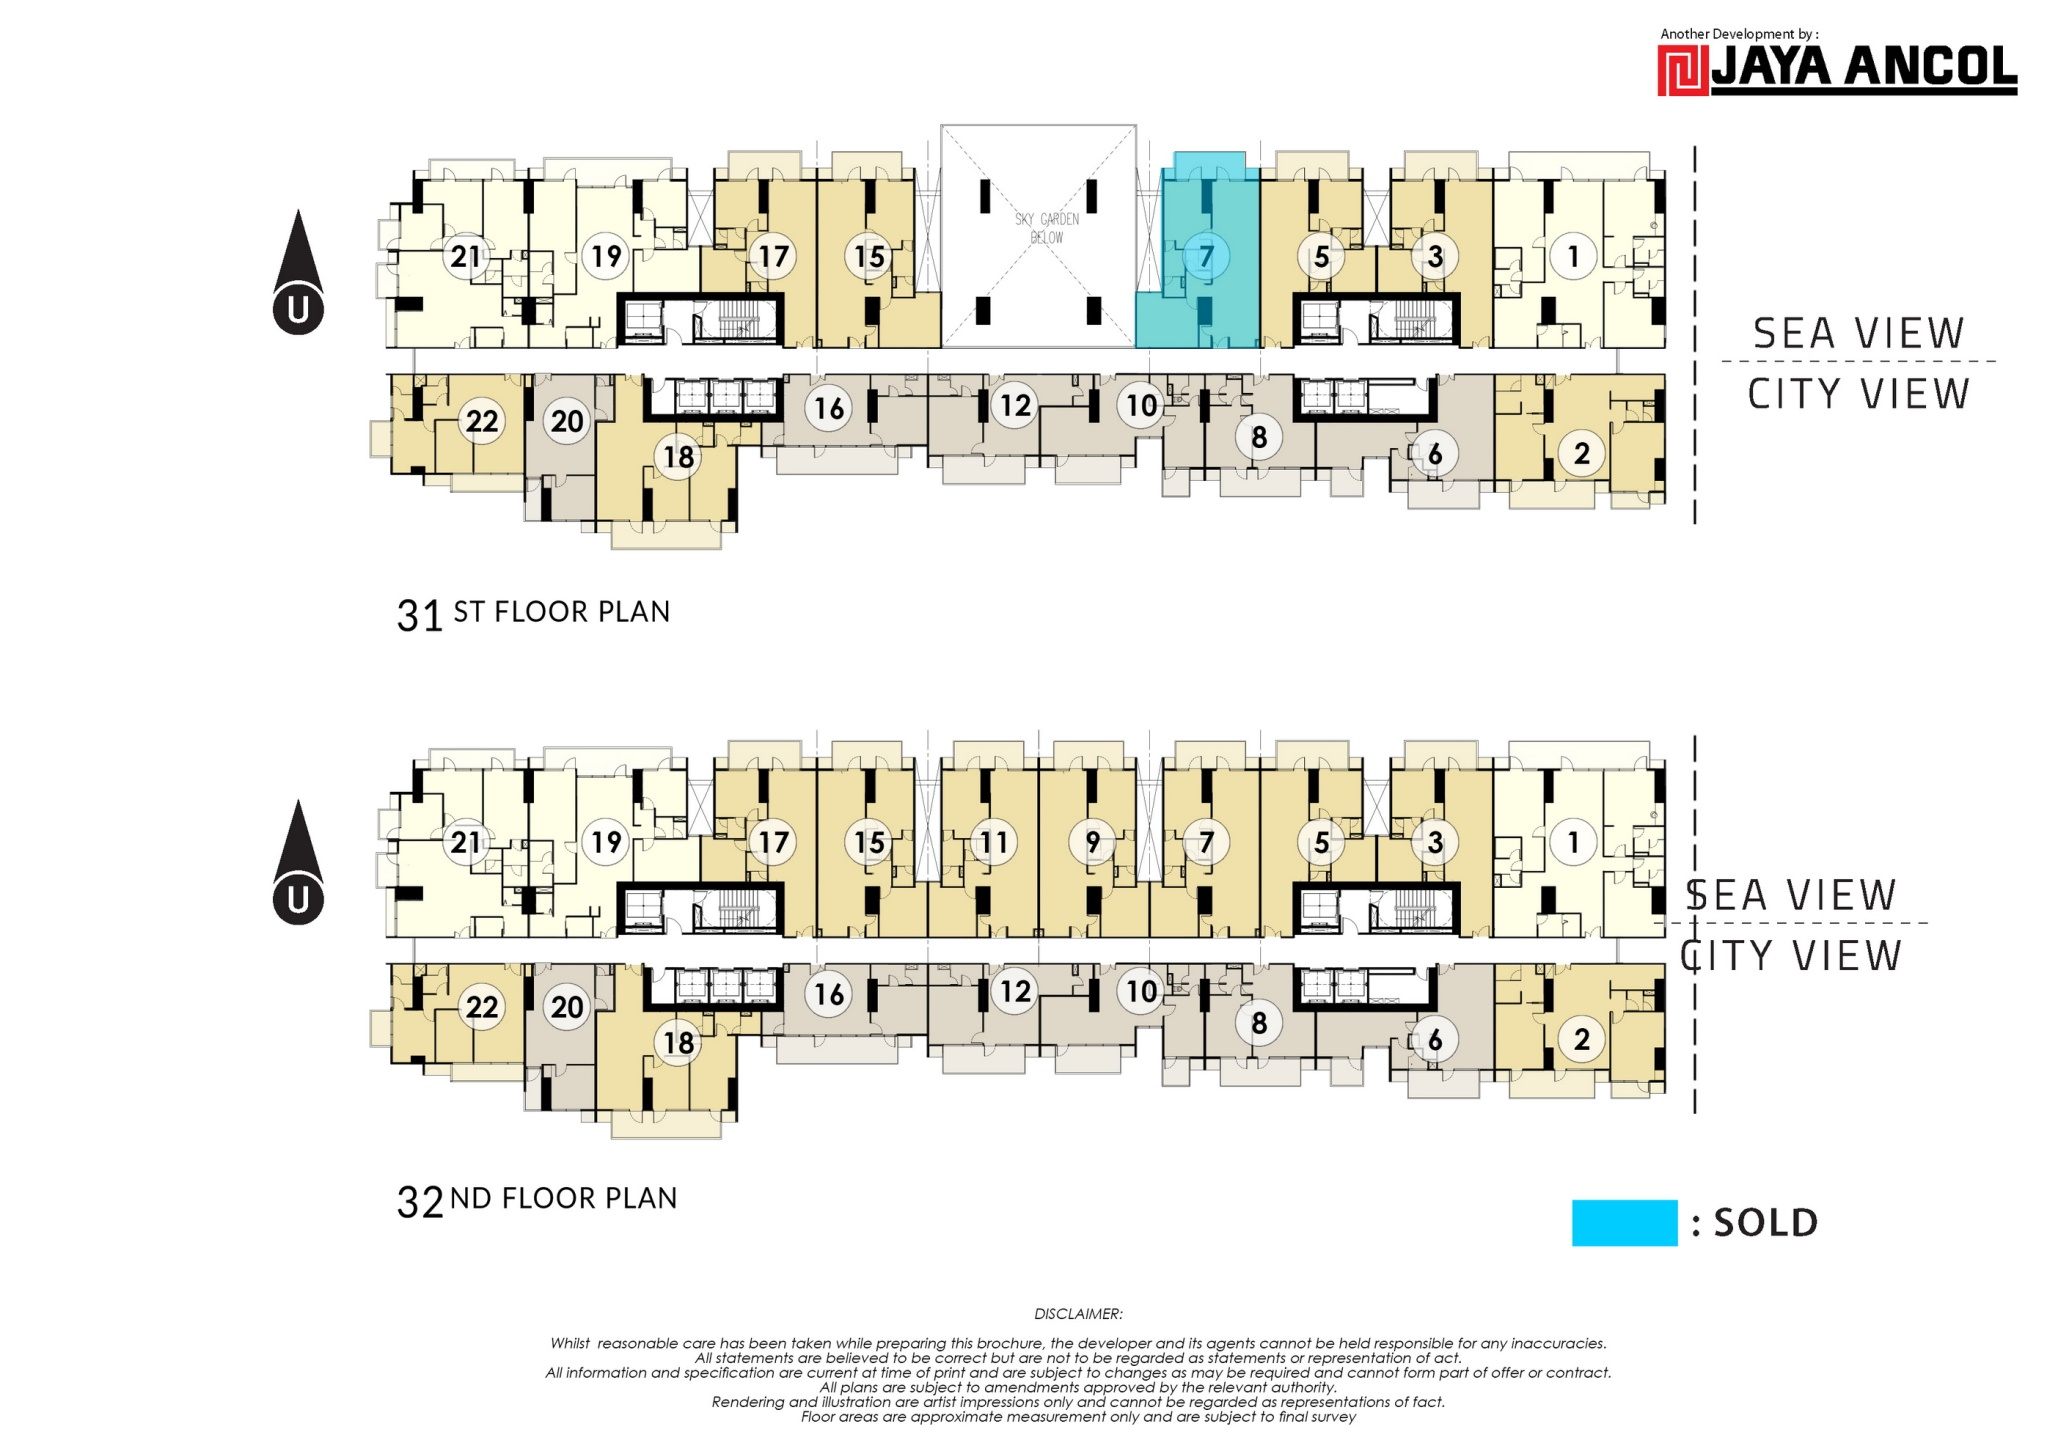 Another Development by :
JAYA ANCOL
SKY GARDEN
BELOW
21 19 17 15 7 5 3 1
U
SEA VIEW
CITY VIEW
22 20 18 16 12 10 8 6 2
31 ST FLOOR PLAN
21 19 17 15 11 9 7 5 3 1
U
SEA VIEW
CITY VIEW
22 20 18 16 12 10 8 6 2
32 ND FLOOR PLAN
: SOLD
DISCLAIMER:
Whilst reasonable care has been taken while preparing this brochure, the developer and its agents cannot be held responsible for any inaccuracies.
All statements are believed to be correct but are not to be regarded as statements or representation of act.
All information and specification are current at time of print and are subject to changes as may be required and cannot form part of offer or contract.
All plans are subject to amendments approved by the relevant authority.
Rendering and illustration are artist impressions only and cannot be regarded as representations of fact.
Floor areas are approximate measurement only and are subject to final survey